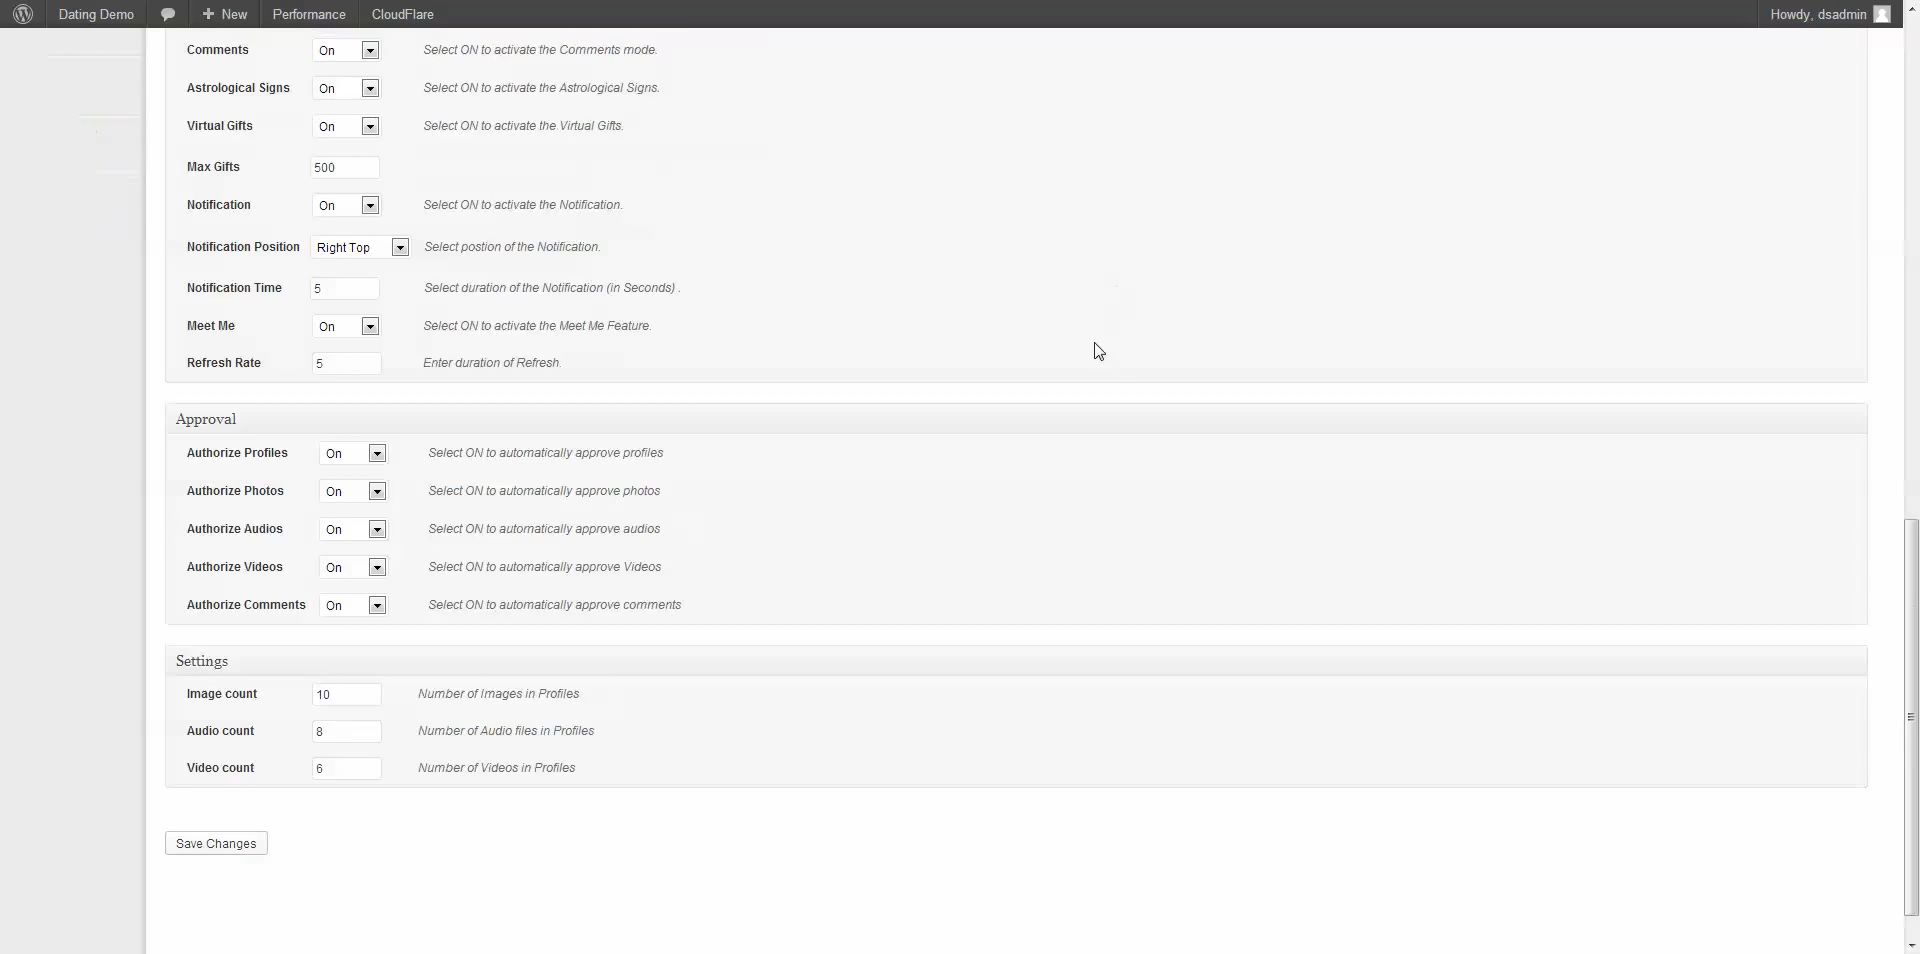 Dating Demo New Performance CloudFlare Howdy, dsadmin
Comments On Select ON to activate the Comments mode.
Astrological Signs On Select ON to activate the Astrological Signs.
Virtual Gifts On Select ON to activate the Virtual Gifts.
Max Gifts 500
Notification On Select ON to activate the Notification.
Notification Position Right Top Select postion of the Notification.
Notification Time 5 Select duration of the Notification (in Seconds) .
Meet Me On Select ON to activate the Meet Me Feature.
Refresh Rate 5 Enter duration of Refresh.
Approval
Authorize Profiles On Select ON to automatically approve profiles
Authorize Photos On Select ON to automatically approve photos
Authorize Audios On Select ON to automatically approve audios
Authorize Videos On Select ON to automatically approve Videos
Authorize Comments On Select ON to automatically approve comments
Settings
Image count 10 Number of Images in Profiles
Audio count 8 Number of Audio files in Profiles
Video count 6 Number of Videos in Profiles
Save Changes